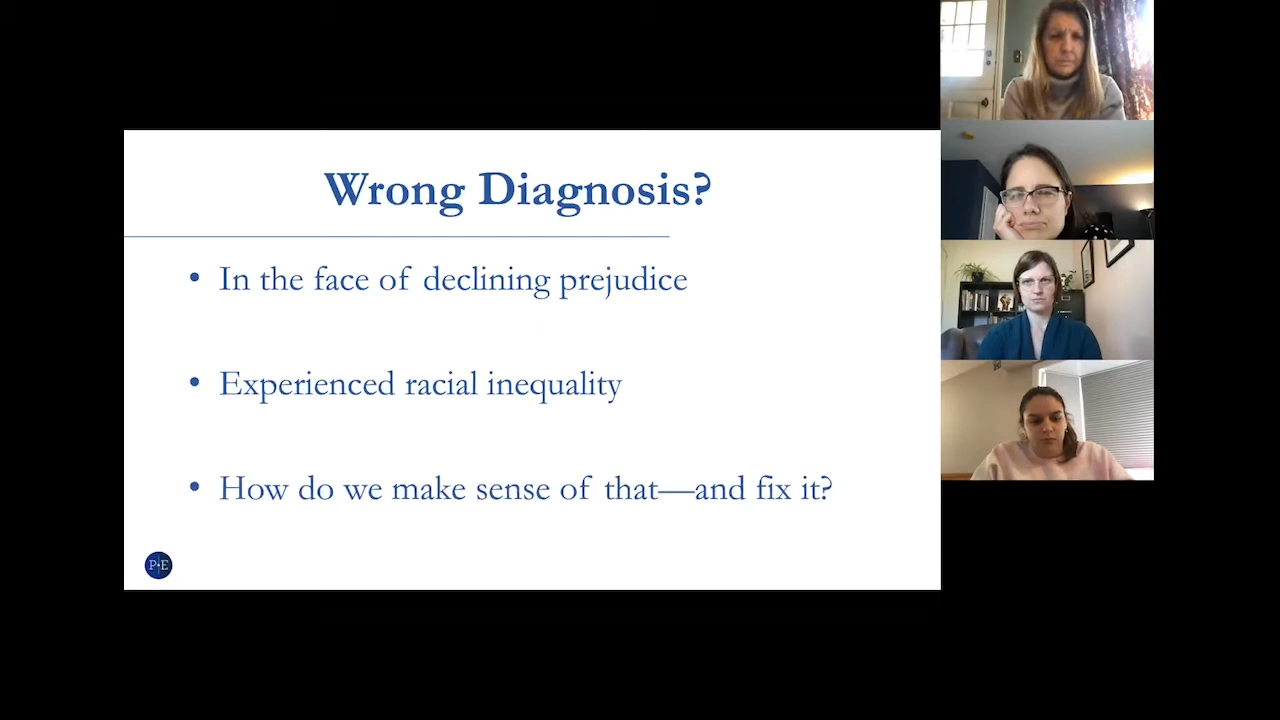 Wrong Diagnosis?
• In the face of declining prejudice
• Experienced racial inequality
• How do we make sense of that—and fix it?
P•E